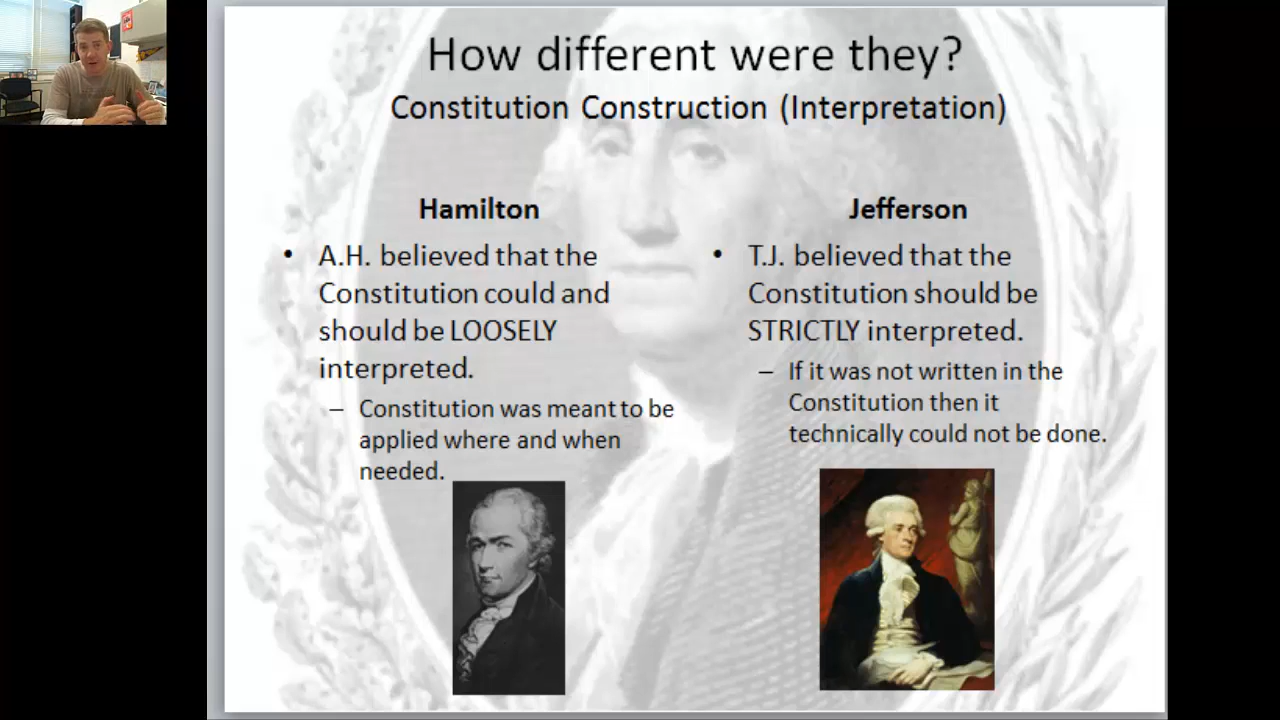 How different were they?
Constitution Construction (Interpretation)
Hamilton
• A.H. believed that the
Constitution could and
should be LOOSELY
interpreted.
– Constitution was meant to be
applied where and when
needed.
Jefferson
• T.J. believed that the
Constitution should be
STRICTLY interpreted.
– If it was not written in the
Constitution then it
technically could not be done.